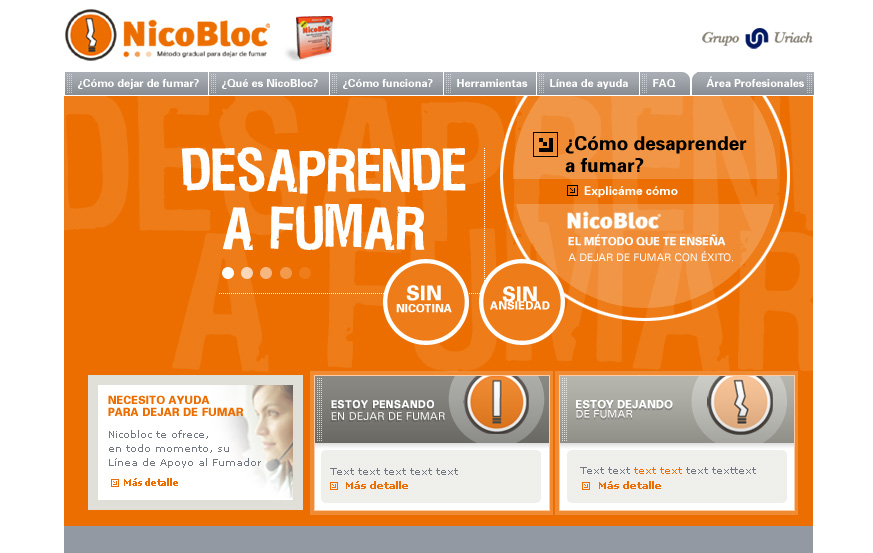 NicoBloc®
Método gradual para dejar de fumar
Grupo Uriach
¿Cómo dejar de fumar?
¿Qué es NicoBloc?
¿Cómo funciona?
Herramientas
Línea de ayuda
FAQ
Área Profesionales
DESAPRENDE
A FUMAR
DESAPRENDE
A FUMAR
SIN
NICOTINA
SIN
ANSIEDAD
¿Cómo desaprender
a fumar?
Explicáme cómo
NicoBloc®
EL MÉTODO QUE TE ENSEÑA
A DEJAR DE FUMAR CON ÉXITO.
NECESITO AYUDA
PARA DEJAR DE FUMAR
Nicobloc te ofrece,
en todo momento, su
Línea de Apoyo al Fumador
Más detalle
ESTOY PENSANDO
EN DEJAR DE FUMAR
Text text text text text
Más detalle
ESTOY DEJANDO
DE FUMAR
Text text text text text texttext
Más detalle